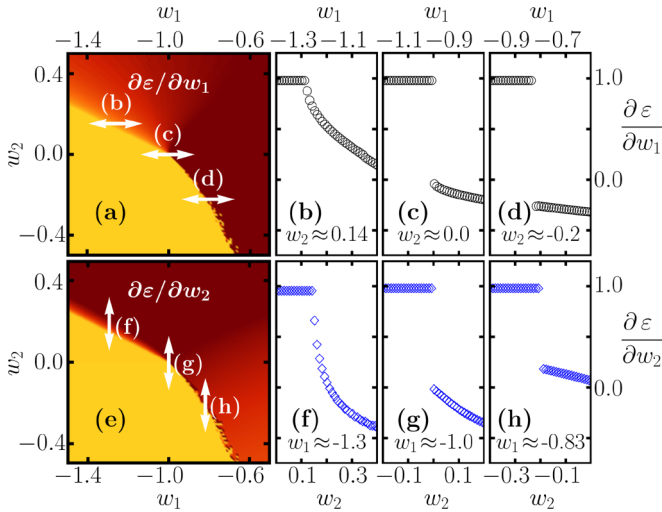 w₁ w₁ w₁ w₁
−1.4 −1.0 −0.6 −1.3 −1.1 −1.1 −0.9 −0.9 −0.7
0.4
0.0
−0.4
w₂
∂ε/∂w₁
(b)
(c)
(d)
(a)
(b)
w₂≈0.14
(c)
w₂≈0.0
(d)
w₂≈-0.2
1.0
∂ε
∂w₁
0.0
0.4
0.0
−0.4
w₂
∂ε/∂w₂
(f)
(g)
(h)
(e)
(f)
w₁≈-1.3
(g)
w₁≈-1.0
(h)
w₁≈-0.83
1.0
∂ε
∂w₂
0.0
−1.4 −1.0 −0.6 0.1 0.3 −0.1 0.1 −0.3 −0.1
w₁ w₂ w₂ w₂